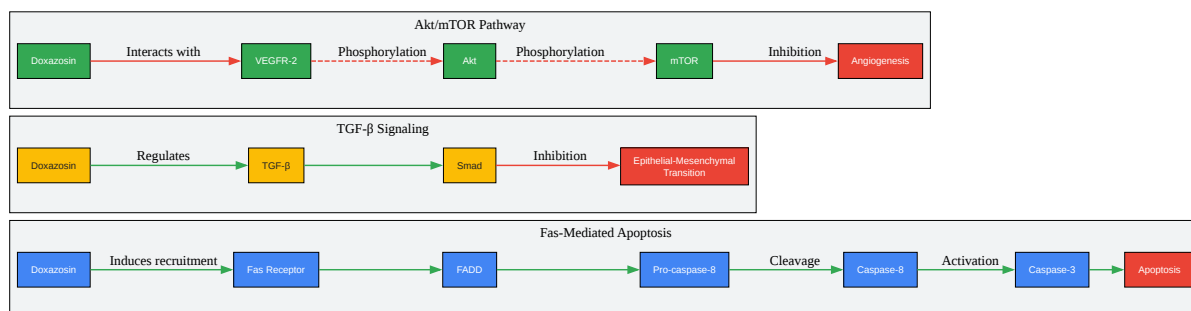 Akt/mTOR Pathway
Doxazosin Interacts with VEGFR-2 Phosphorylation Akt Phosphorylation mTOR Inhibition Angiogenesis
TGF-β Signaling
Doxazosin Regulates TGF-β Smad Inhibition Epithelial-Mesenchymal
Transition
Fas-Mediated Apoptosis
Doxazosin Induces recruitment Fas Receptor FADD Pro-caspase-8 Cleavage Caspase-8 Activation Caspase-3 Apoptosis